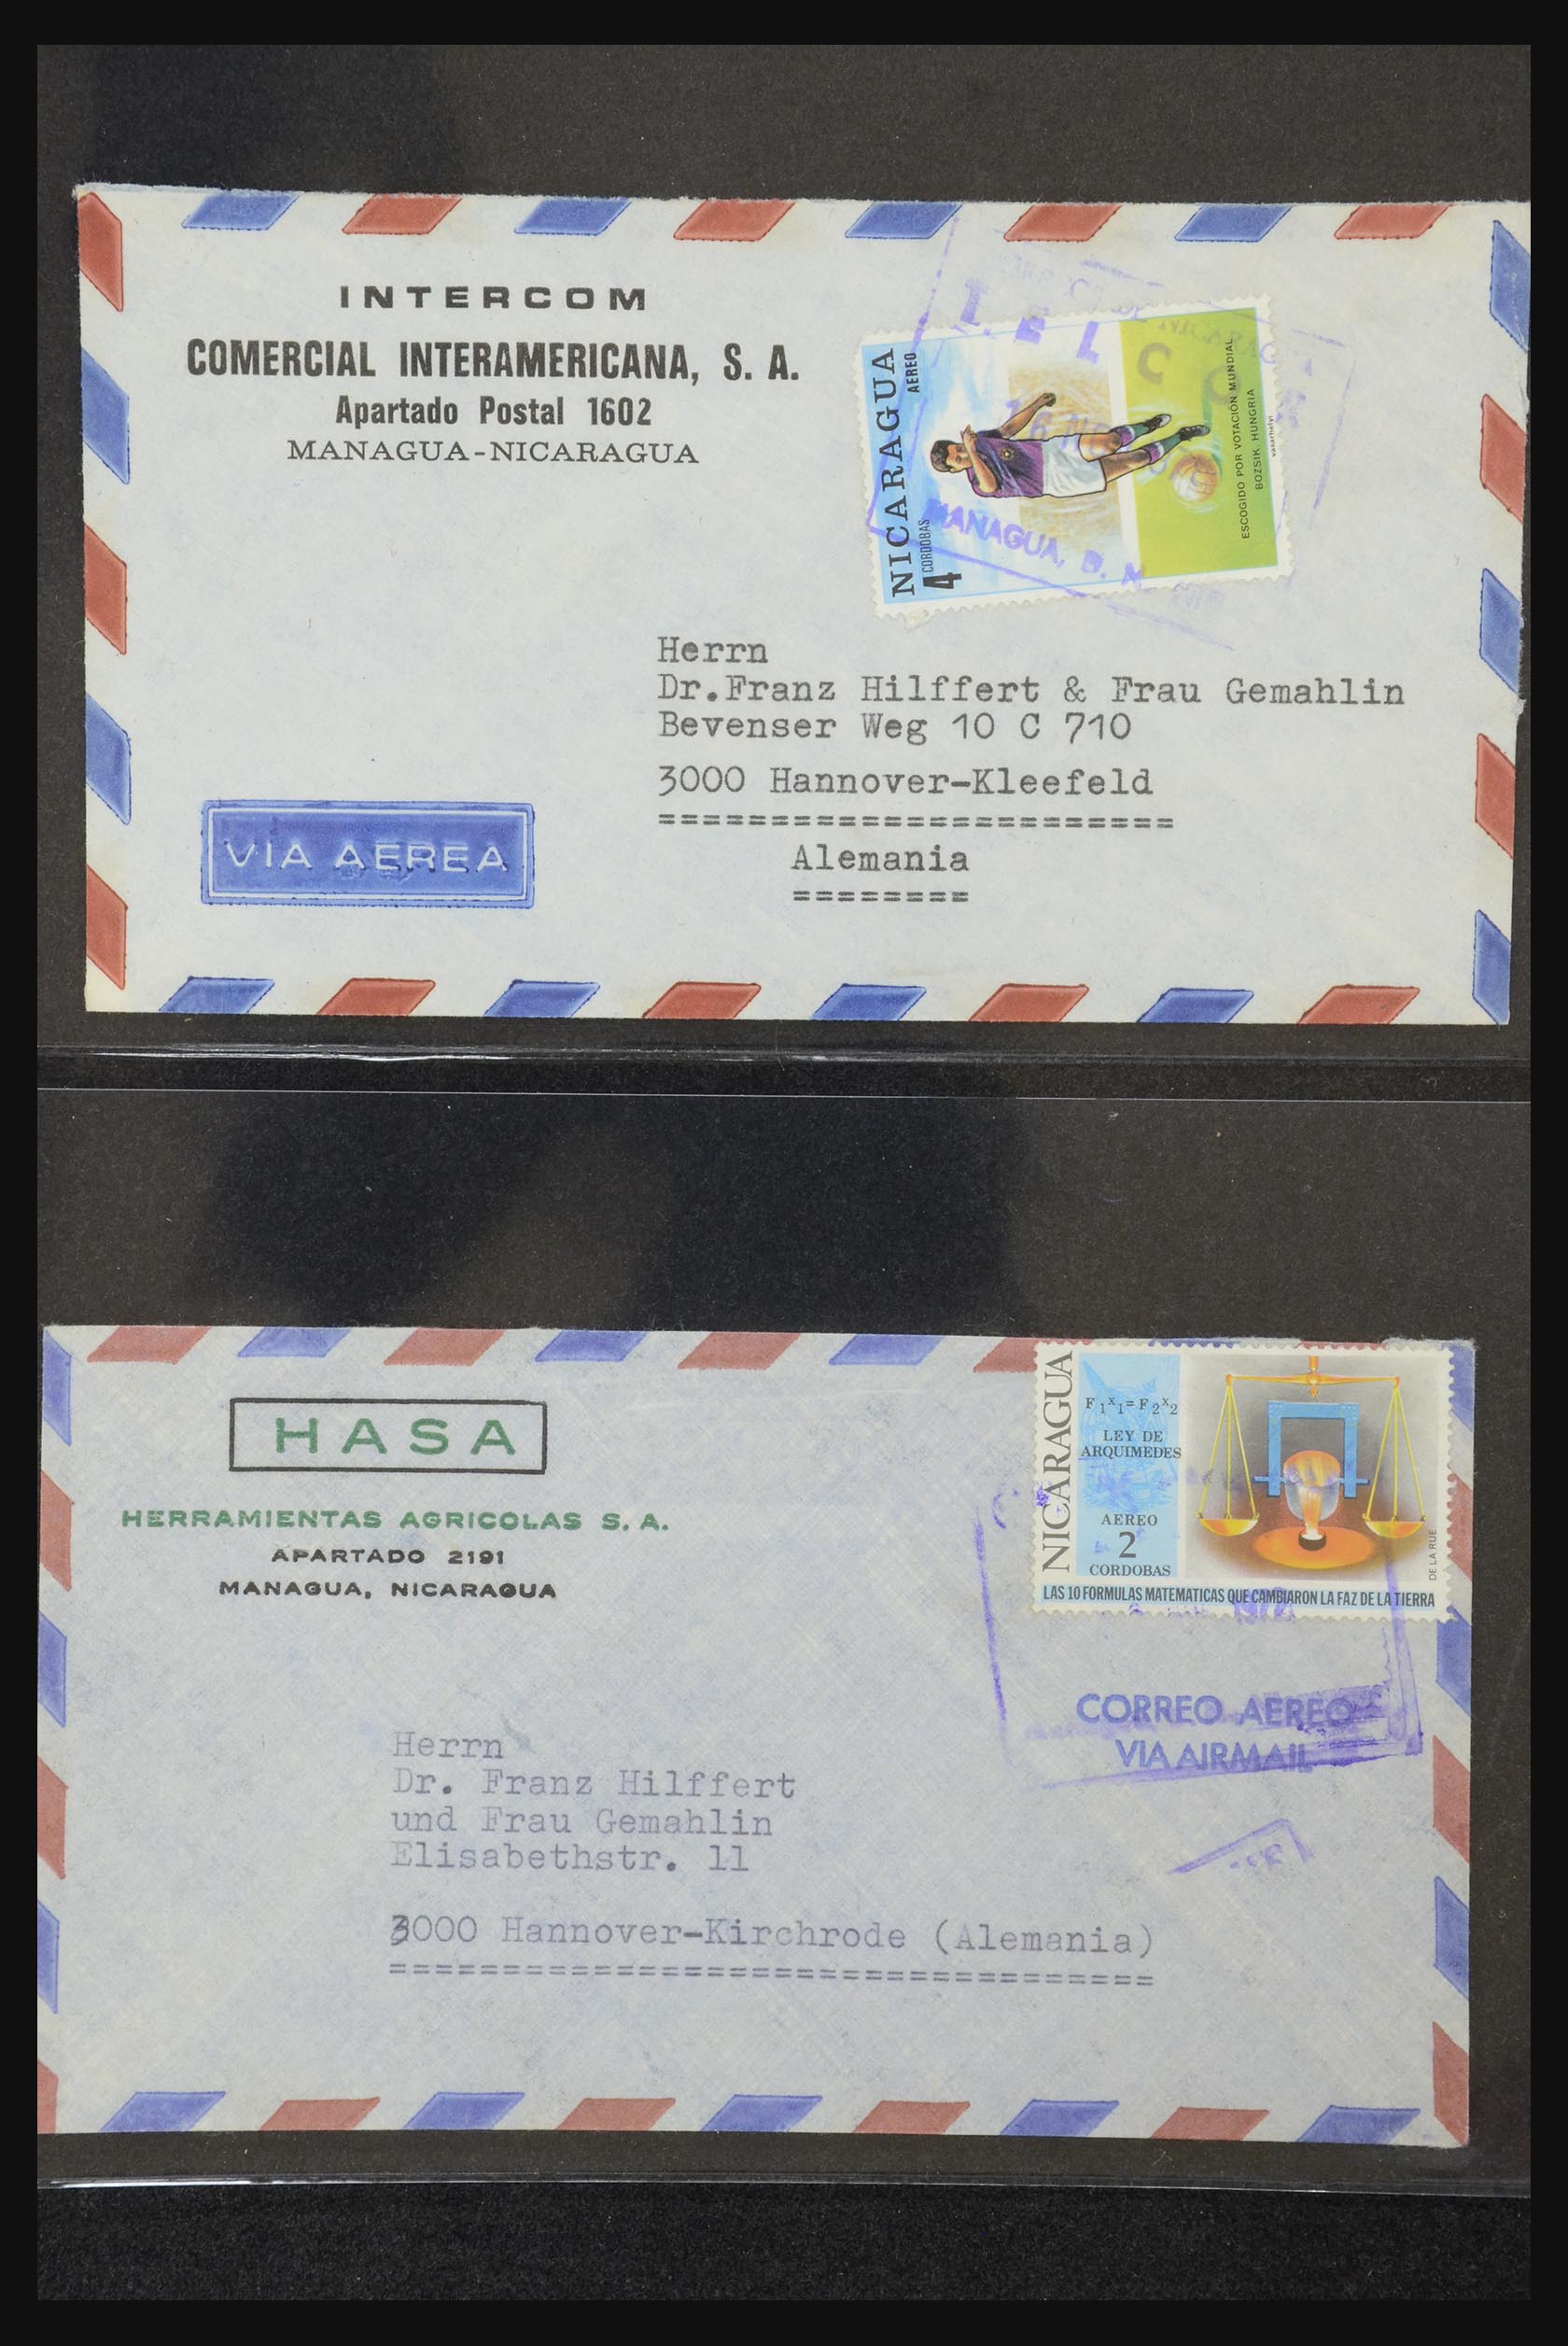 INTERCOM
COMERCIAL INTERAMERICANA, S. A.
Apartado Postal 1602
MANAGUA-NICARAGUA
T E L C O R
NICARAGUA
AEREO
4 CORDOBAS
ESCOGIDO POR VOTACIÓN MUNDIAL
BOZSIK HUNGRIA
vasarhelyi
MANAGUA, D. N.
Herrn
Dr.Franz Hilffert & Frau Gemahlin
Bevenser Weg 10 C 710
3000 Hannover-Kleefeld
=======================
Alemania
========
VIA AEREA
HASA
HERRAMIENTAS AGRICOLAS S. A.
APARTADO 2191
MANAGUA, NICARAGUA
NICARAGUA
F1x1=F2x2
LEY DE
ARQUIMEDES
AEREO
2
CORDOBAS
DE LA RUE
LAS 10 FORMULAS MATEMATICAS QUE CAMBIARON LA FAZ DE LA TIERRA
CORREO AEREO
VIA AIRMAIL
Herrn
Dr. Franz Hilffert
und Frau Gemahlin
Elisabethstr. 11
3000 Hannover-Kirchrode (Alemania)
==================================